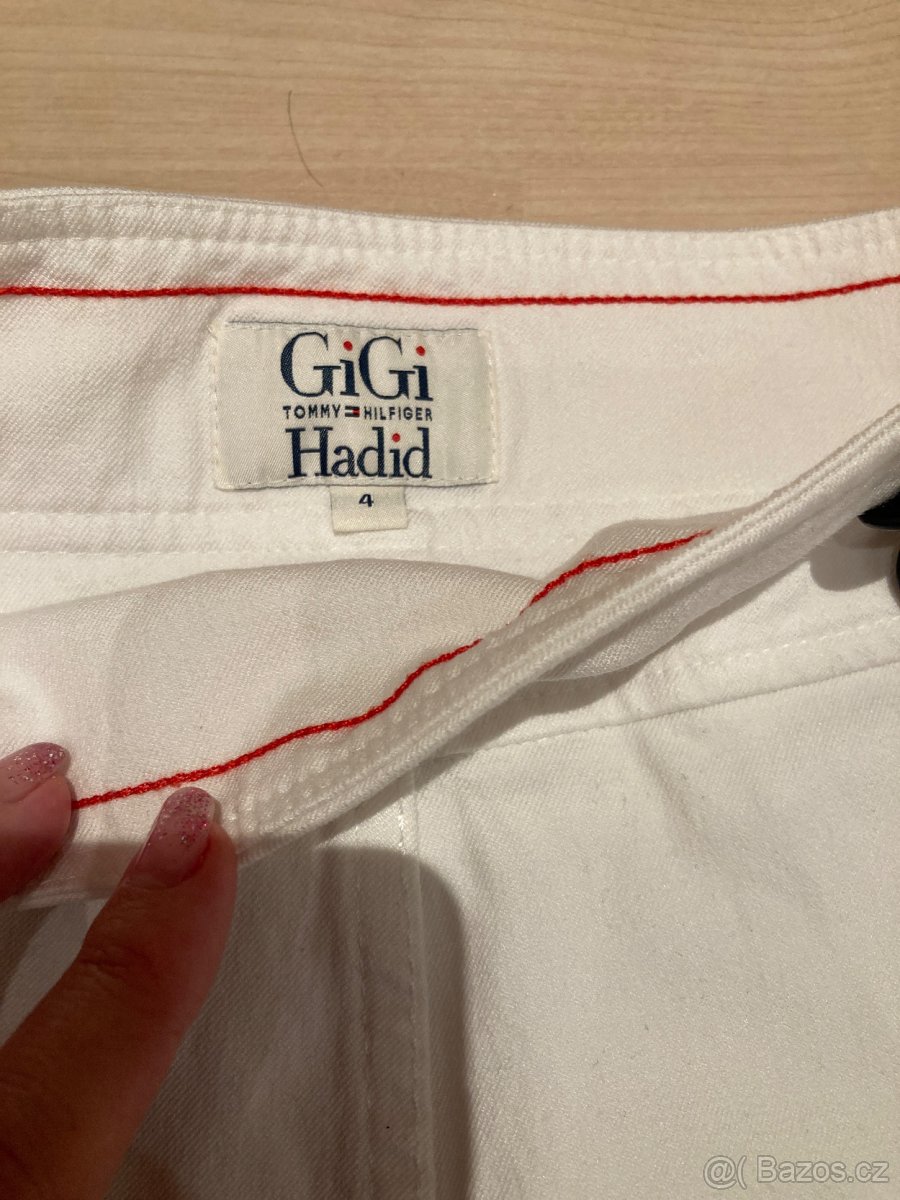 GiGi
TOMMY HILFIGER
Hadid
4
@( Bazos.cz